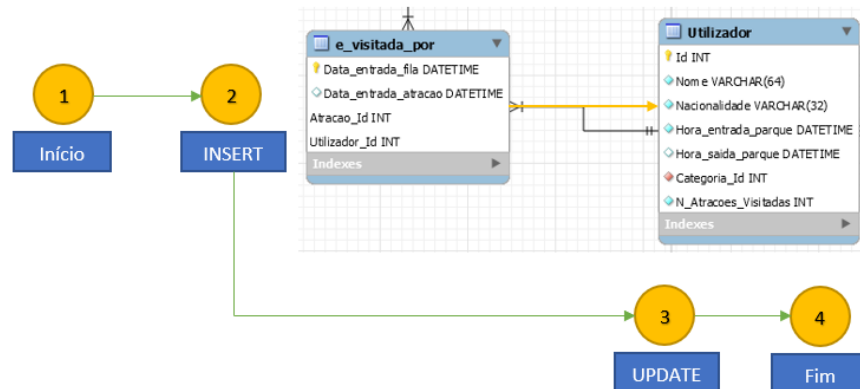 e_visitada_por
Data_entrada_fila DATETIME
Data_entrada_atracao DATETIME
Atracao_Id INT
Utilizador_Id INT
Indexes
Utilizador
Id INT
Nome VARCHAR(64)
Nacionalidade VARCHAR(32)
Hora_entrada_parque DATETIME
Hora_saida_parque DATETIME
Categoria_Id INT
N_Atracoes_Visitadas INT
Indexes
1
Início
2
INSERT
3
UPDATE
4
Fim